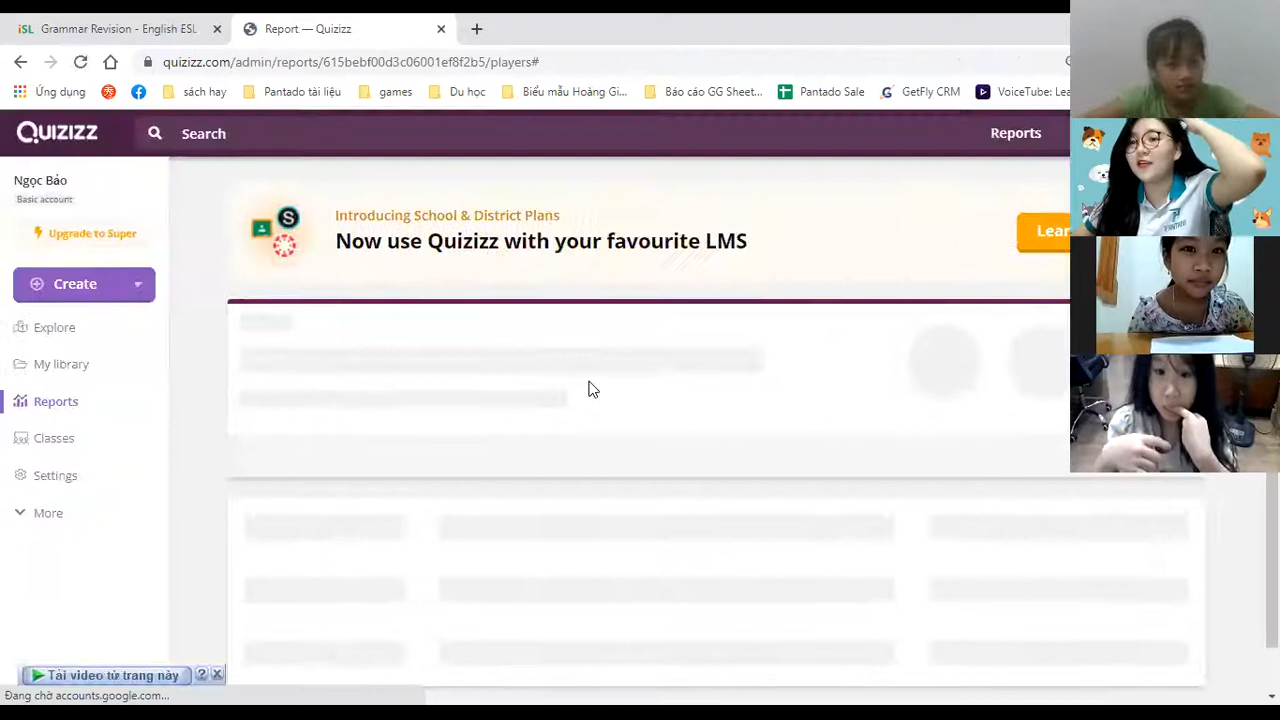 iSL Grammar Revision - English ESL
Report — Quizizz
quizizz.com/admin/reports/615bebf00d3c06001ef8f2b5/players#
Ứng dụng
sách hay
Pantado tài liệu
games
Du học
Biểu mẫu Hoàng Gi...
Báo cáo GG Sheet...
Pantado Sale
GetFly CRM
VoiceTube: Lea
QUIZIZZ
Search
Reports
Ngọc Bảo
Basic account
Upgrade to Super
Create
Explore
My library
Reports
Classes
Settings
More
Introducing School & District Plans
Now use Quizizz with your favourite LMS
Lear
S
Tải video từ trang này
?
Đang chờ accounts.google.com...